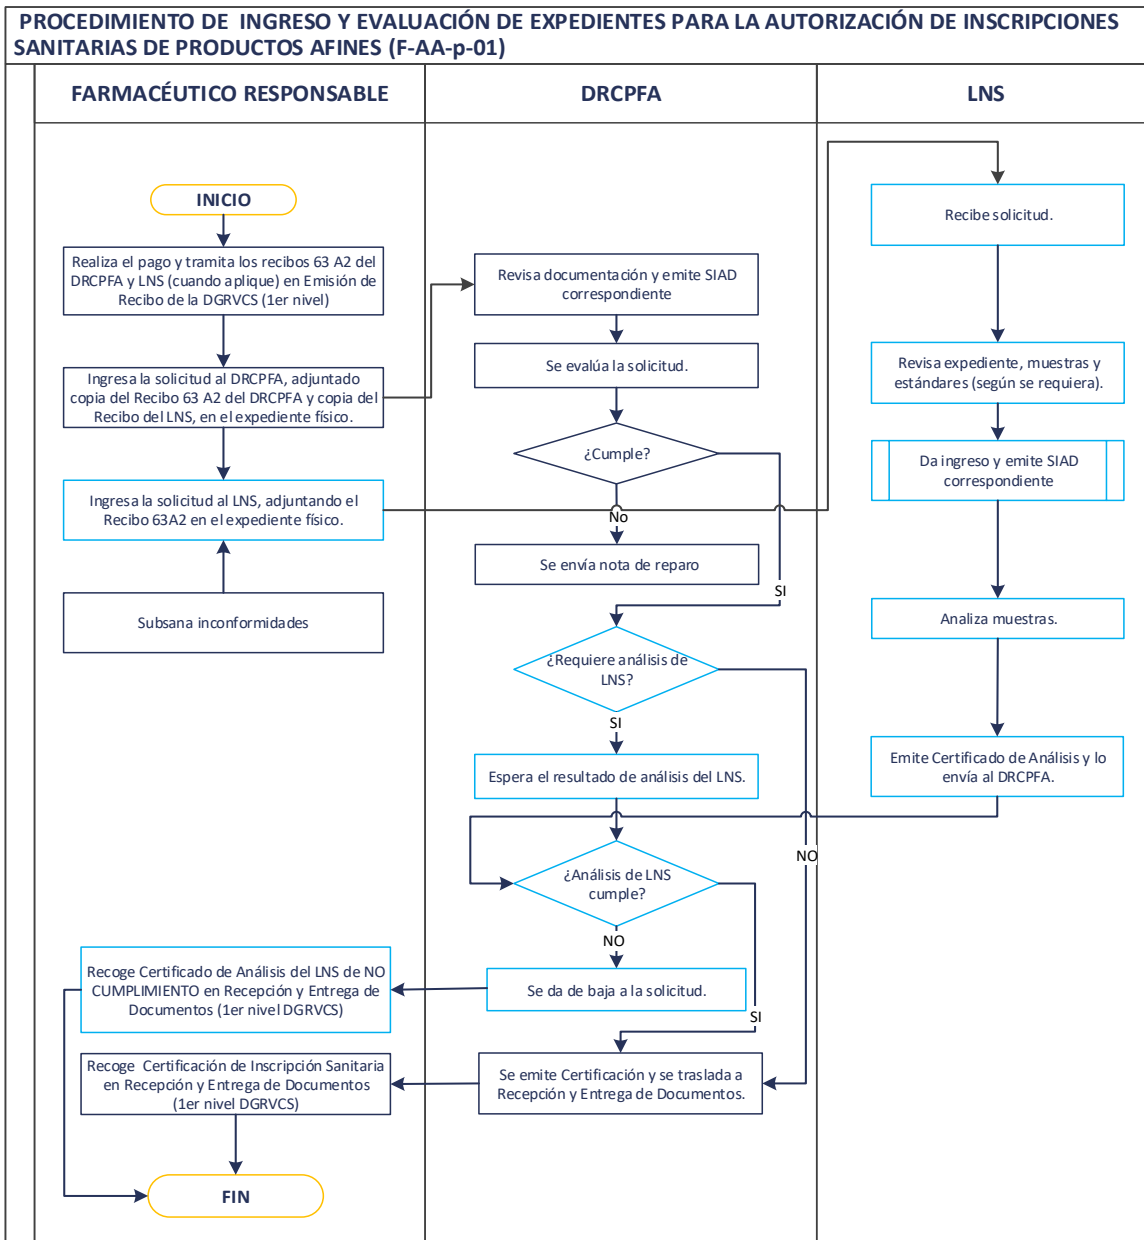 PROCEDIMIENTO DE INGRESO Y EVALUACIÓN DE EXPEDIENTES PARA LA AUTORIZACIÓN DE INSCRIPCIONES
SANITARIAS DE PRODUCTOS AFINES (F-AA-p-01)
FARMACÉUTICO RESPONSABLE
DRCPFA
LNS
INICIO
Realiza el pago y tramita los recibos 63 A2 del
DRCPFA y LNS (cuando aplique) en Emisión de
Recibo de la DGRVCS (1er nivel)
Ingresa la solicitud al DRCPFA, adjuntado
copia del Recibo 63 A2 del DRCPFA y copia del
Recibo del LNS, en el expediente físico.
Ingresa la solicitud al LNS, adjuntando el
Recibo 63A2 en el expediente físico.
Subsana inconformidades
Recoge Certificado de Análisis del LNS de NO
CUMPLIMIENTO en Recepción y Entrega de
Documentos (1er nivel DGRVCS)
Recoge Certificación de Inscripción Sanitaria
en Recepción y Entrega de Documentos
(1er nivel DGRVCS)
FIN
Revisa documentación y emite SIAD
correspondiente
Se evalúa la solicitud.
¿Cumple?
No
Se envía nota de reparo
SI
¿Requiere análisis de
LNS?
SI
Espera el resultado de análisis del LNS.
NO
¿Análisis de LNS
cumple?
NO
Se da de baja a la solicitud.
SI
Se emite Certificación y se traslada a
Recepción y Entrega de Documentos.
Recibe solicitud.
Revisa expediente, muestras y
estándares (según se requiera).
Da ingreso y emite SIAD
correspondiente
Analiza muestras.
Emite Certificado de Análisis y lo
envía al DRCPFA.